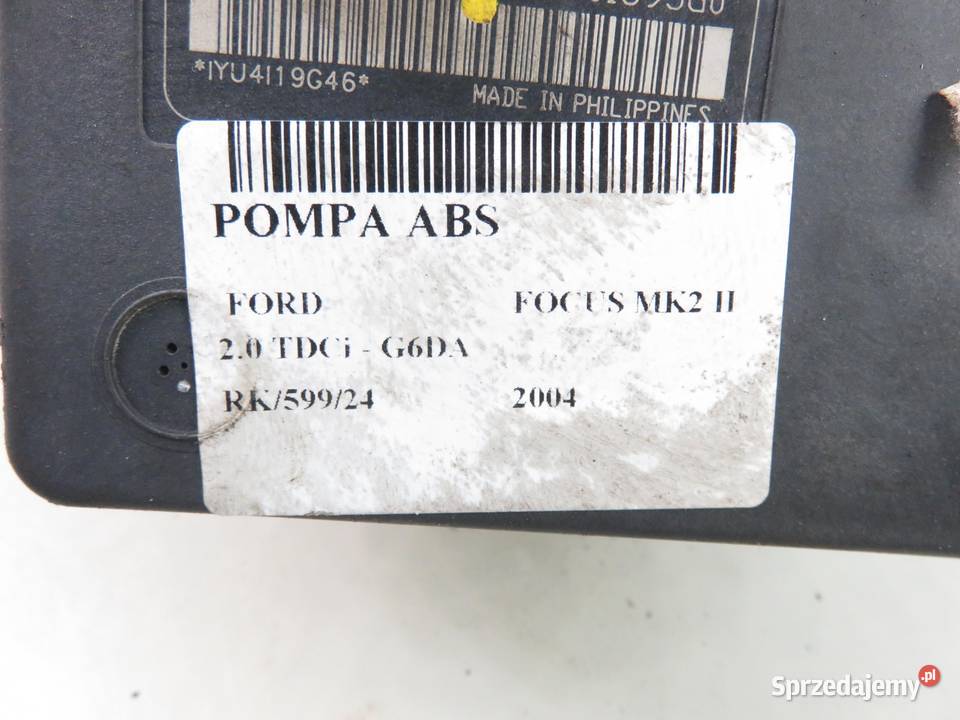 *IYU4I19G46*
MADE IN PHILIPPINES
POMPA ABS
FORD FOCUS MK2 II
2.0 TDCi - G6DA
RK/599/24 2004
Sprzedajemy.pl